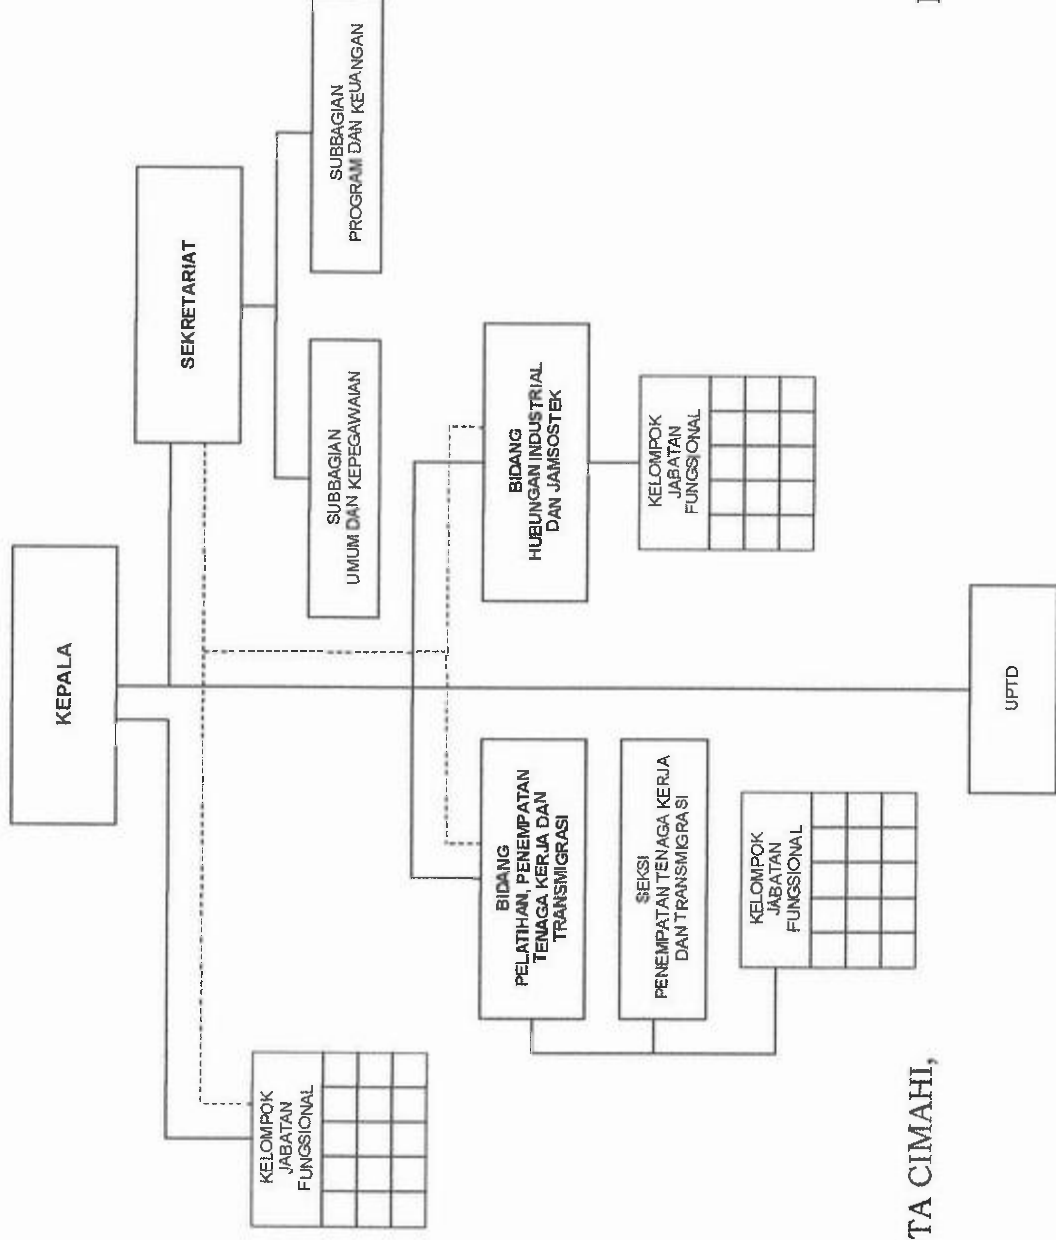 KEPALA
SEKRETARIAT
SUBBAGIAN
UMUM DAN KEPEGAWAIAN
SUBBAGIAN
PROGRAM DAN KEUANGAN
KELOMPOK
JABATAN
FUNGSIONAL
BIDANG
PELATIHAN, PENEMPATAN
TENAGA KERJA DAN
TRANSMIGRASI
BIDANG
HUBUNGAN INDUSTRIAL
DAN JAMSOSTEK
SEKSI
PENEMPATAN TENAGA KERJA
DAN TRANSMIGRASI
KELOMPOK
JABATAN
FUNGSIONAL
KELOMPOK
JABATAN
FUNGSIONAL
UPTD
TA CIMAHI,